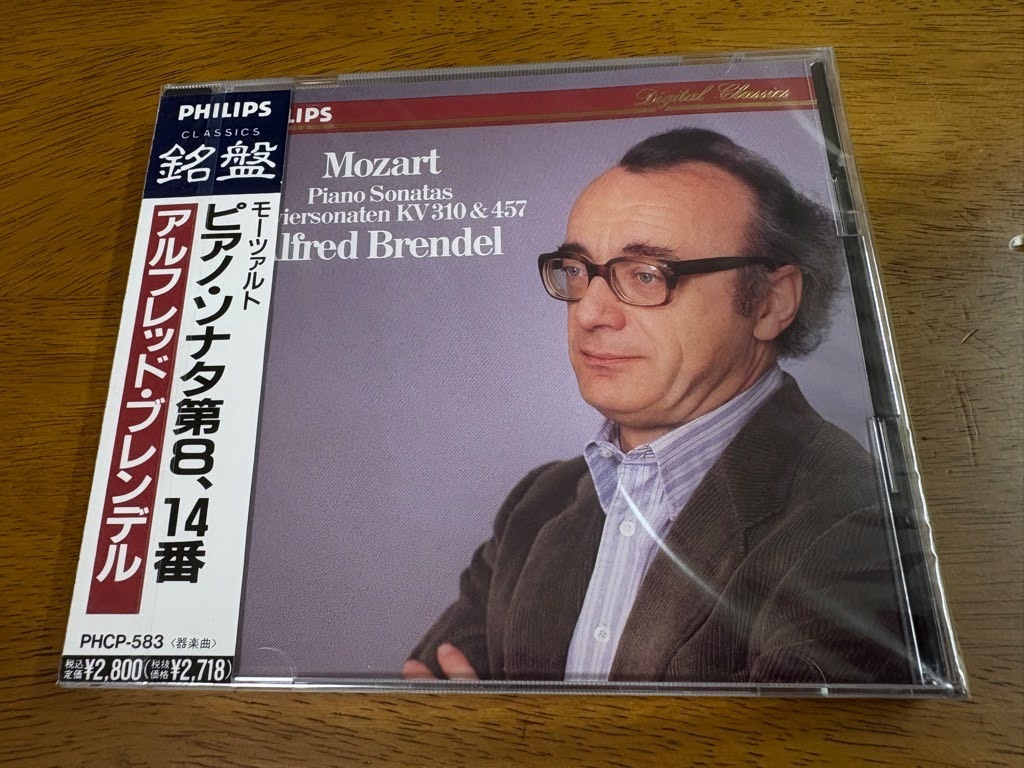 PHILIPS
CLASSICS
銘盤
モーツァルト
ピアノ・ソナタ第8、14番
アルフレッド・ブレンデル
PHCP-583〈器楽曲〉
税込定価¥2,800(税抜価格¥2,718)
LIPS
Digital Classics
Mozart
Piano Sonatas
viersonaten KV 310 & 457
lfred Brendel